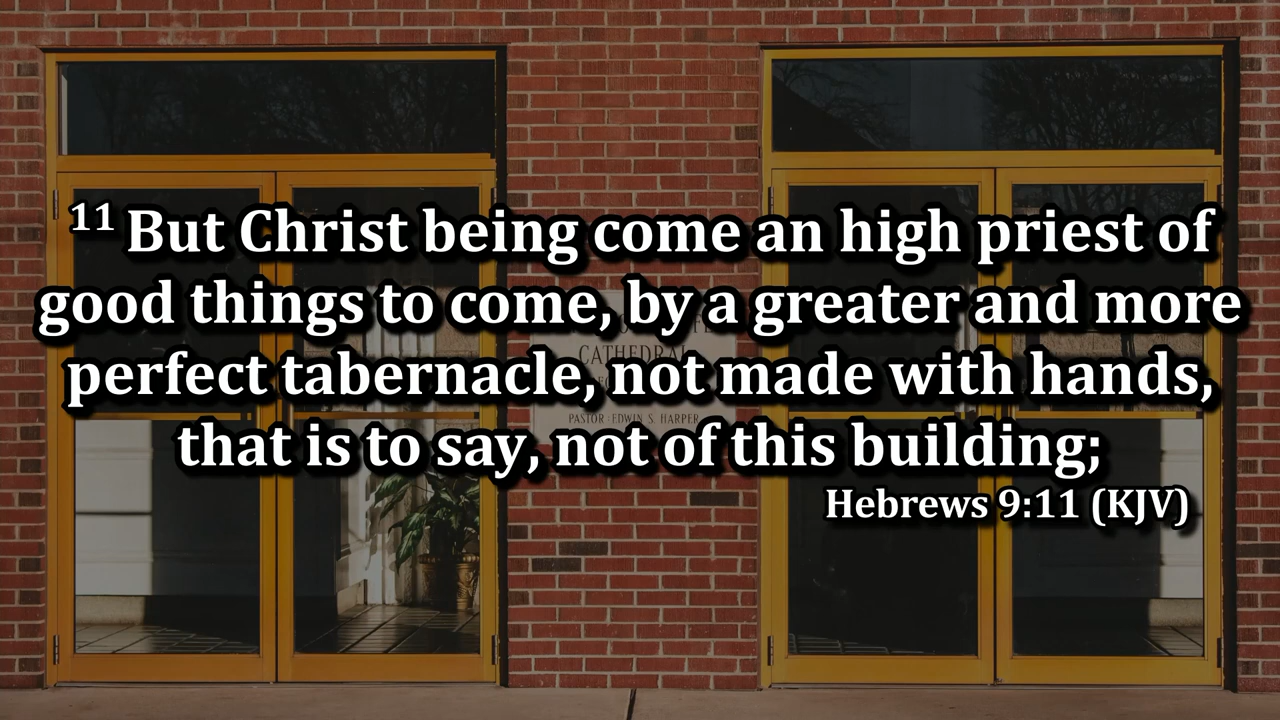 11 But Christ being come an high priest of
good things to come, by a greater and more
perfect tabernacle, not made with hands,
that is to say, not of this building;
Hebrews 9:11 (KJV)
CATHEDRAL
PASTOR · EDWIN S. HARPER